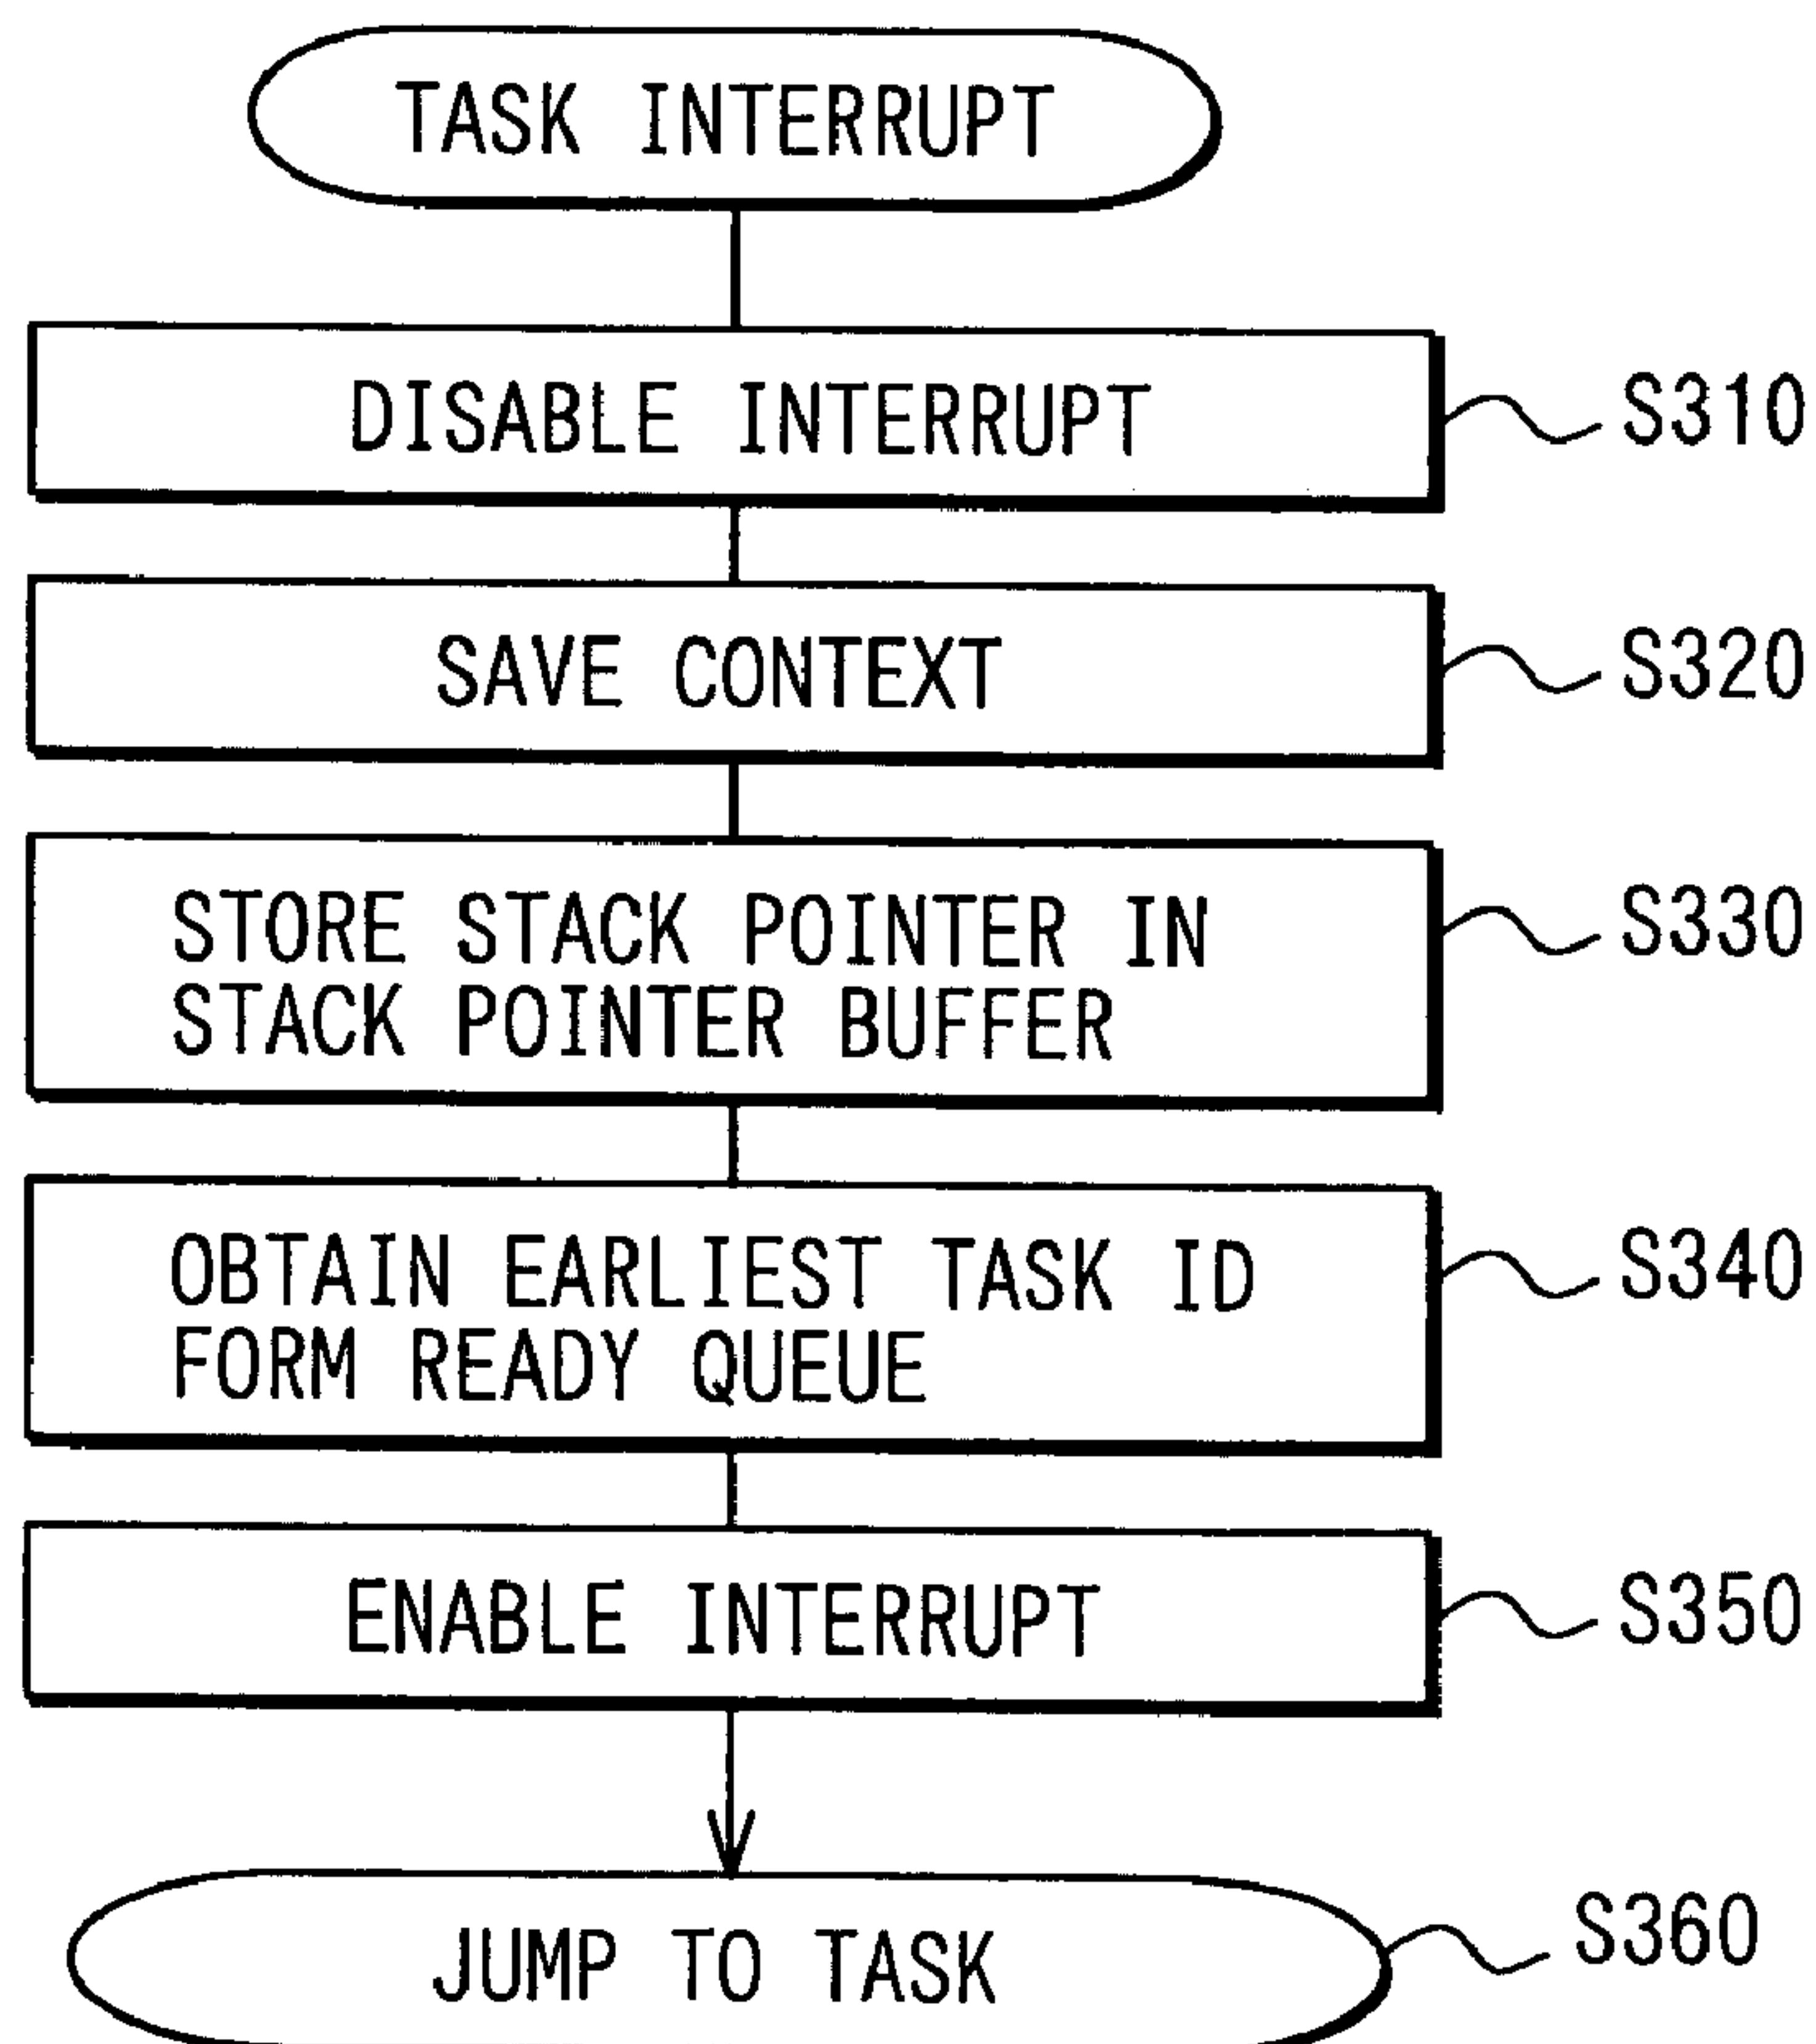 TASK INTERRUPT
DISABLE INTERRUPT
S310
SAVE CONTEXT
S320
STORE STACK POINTER IN
STACK POINTER BUFFER
S330
OBTAIN EARLIEST TASK ID
FORM READY QUEUE
S340
ENABLE INTERRUPT
S350
JUMP TO TASK
S360